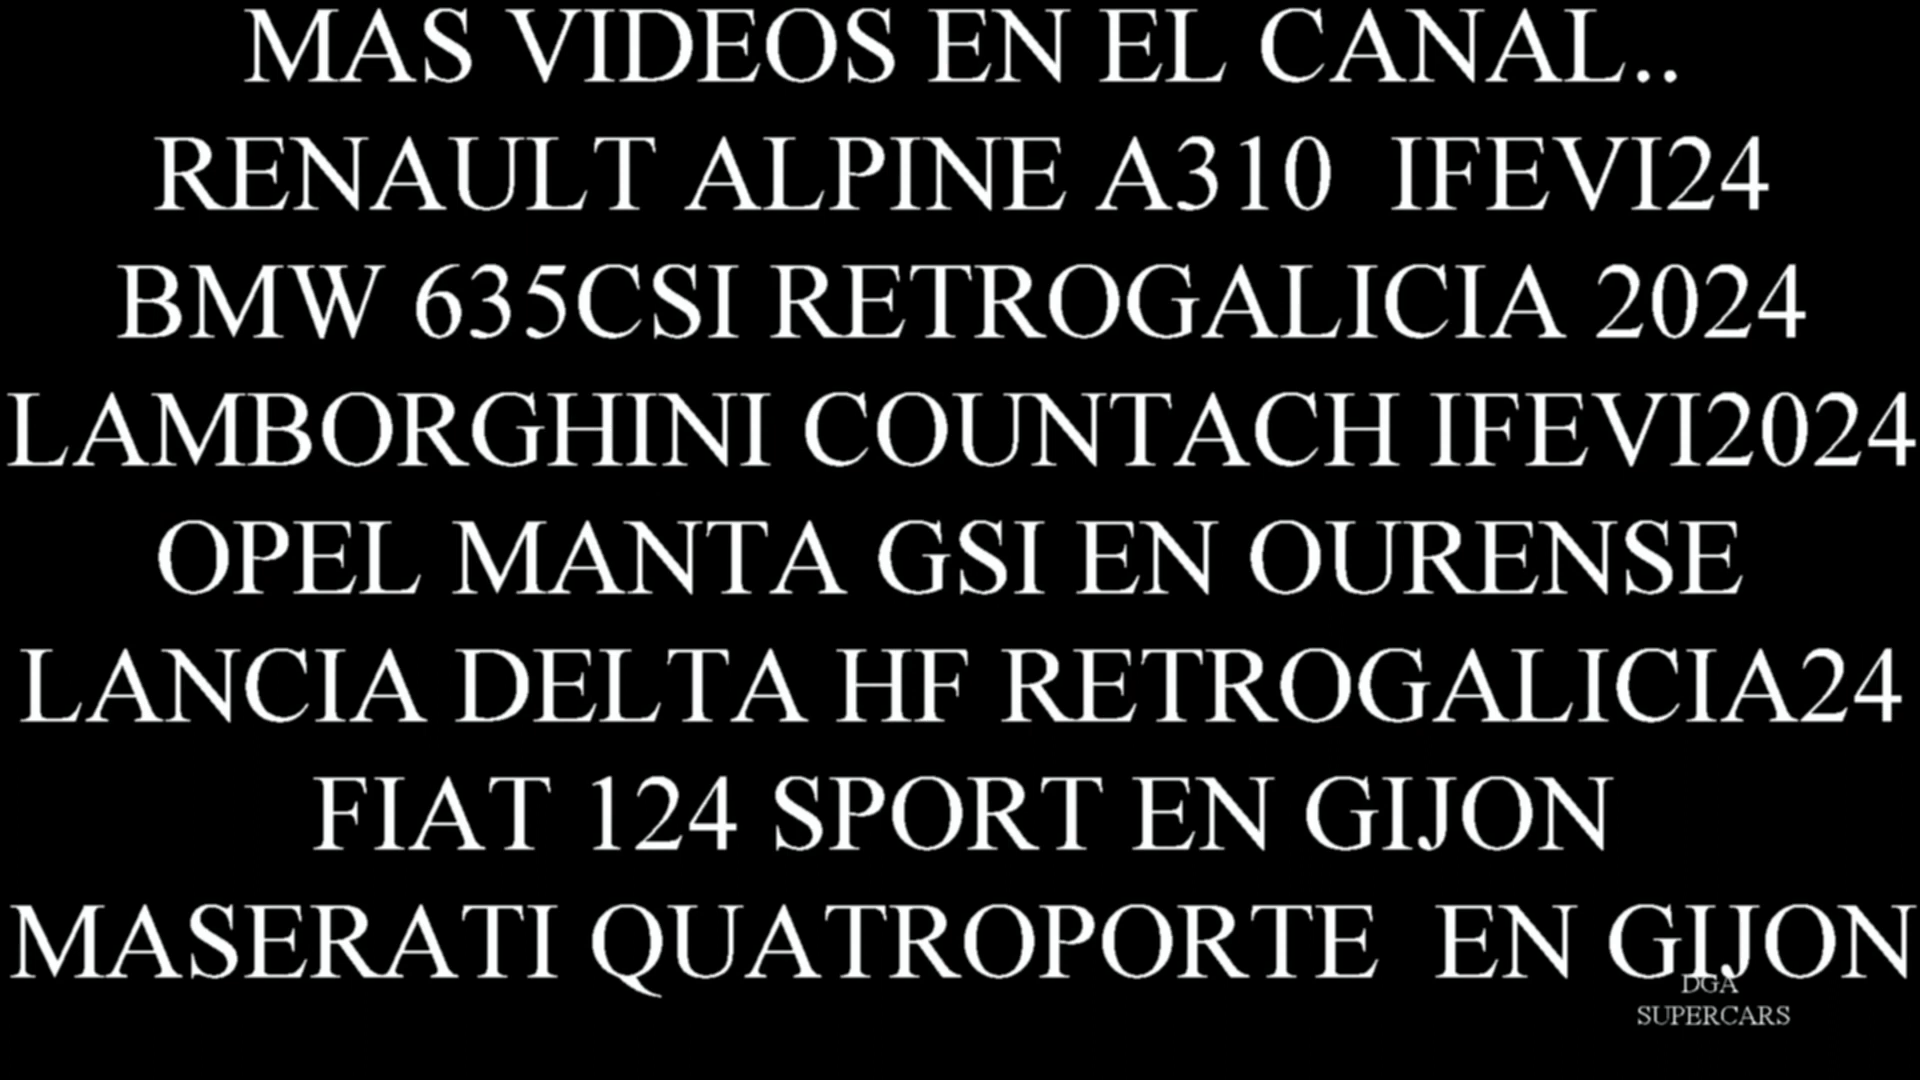 MAS VIDEOS EN EL CANAL..
RENAULT ALPINE A310  IFEVI24
BMW 635CSI RETROGALICIA 2024
LAMBORGHINI COUNTACH IFEVI2024
OPEL MANTA GSI EN OURENSE
LANCIA DELTA HF RETROGALICIA24
FIAT 124 SPORT EN GIJON
MASERATI QUATROPORTE  EN GIJON
DGA
SUPERCARS